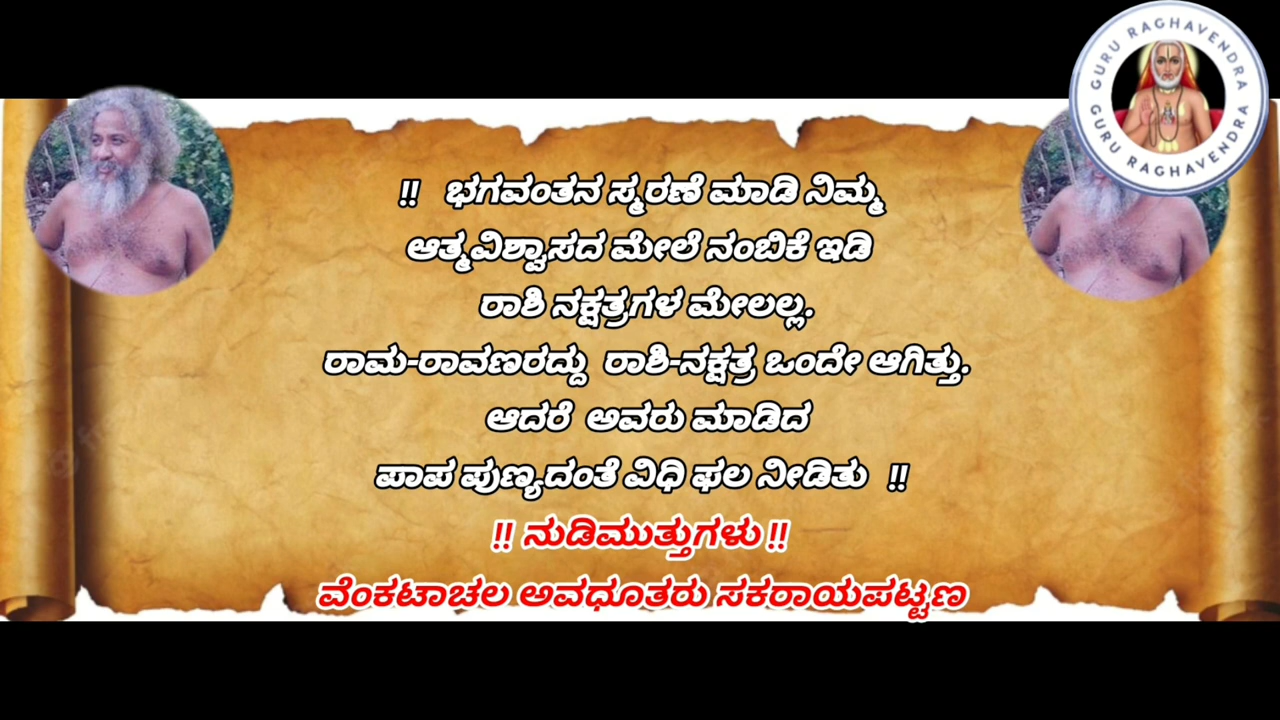 !! ಭಗವಂತನ ಸ್ಮರಣೆ ಮಾಡಿ ನಿಮ್ಮ
ಆತ್ಮವಿಶ್ವಾಸದ ಮೇಲೆ ನಂಬಿಕೆ ಇಡಿ
ರಾಶಿ ನಕ್ಷತ್ರಗಳ ಮೇಲಲ್ಲ.
ರಾಮ-ರಾವಣರದ್ದು ರಾಶಿ-ನಕ್ಷತ್ರ ಒಂದೇ ಆಗಿತ್ತು.
ಆದರೆ ಅವರು ಮಾಡಿದ
ಪಾಪ ಪುಣ್ಯದಂತೆ ವಿಧಿ ಫಲ ನೀಡಿತು !!
!! ನುಡಿಮುತ್ತುಗಳು !!
ವೆಂಕಟಾಚಲ ಅವಧೂತರು ಸಕರಾಯಪಟ್ಟಣ
GURU RAGHAVENDRA
GURU RAGHAVENDRA